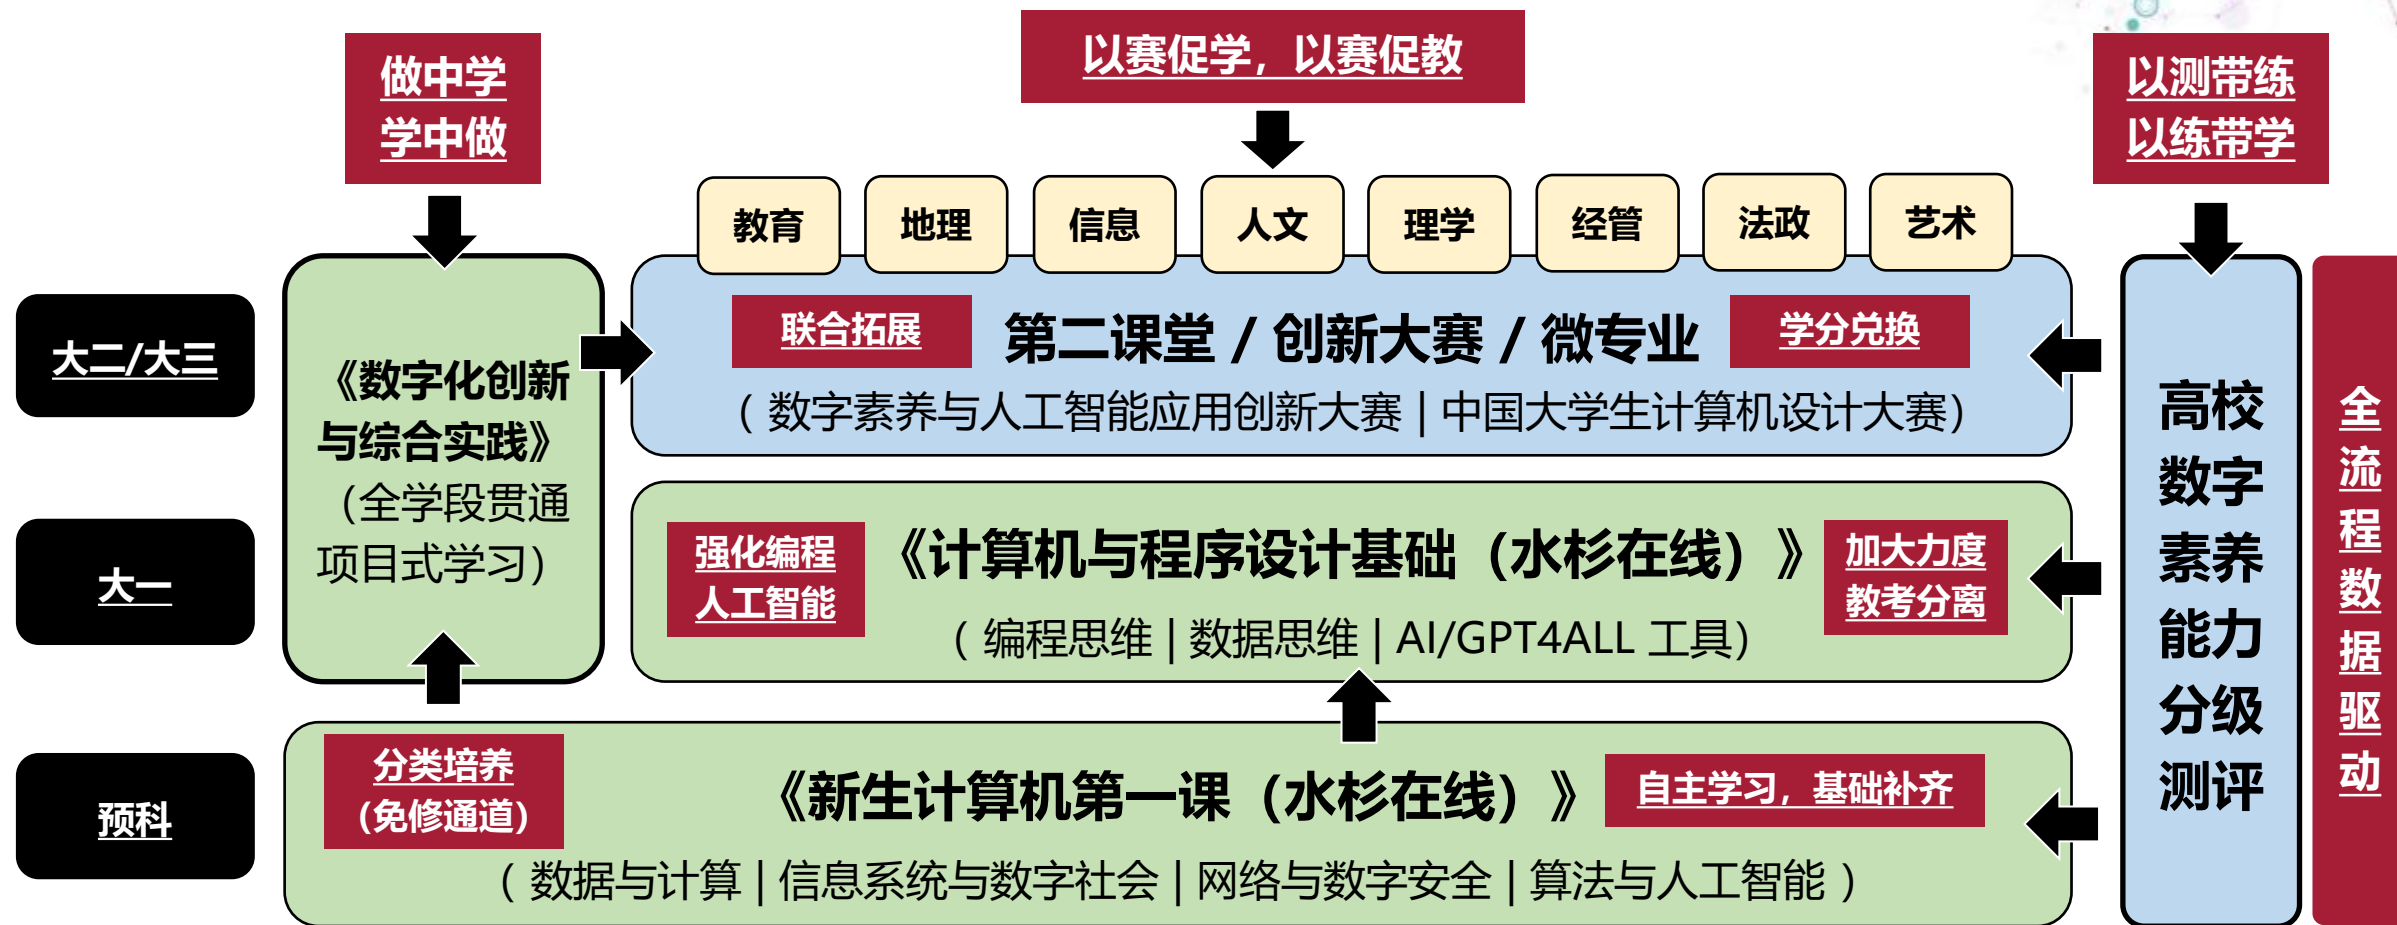 做中学
学中做
以赛促学，以赛促教
以测带练
以练带学
教育
地理
信息
人文
理学
经管
法政
艺术
大二/大三
《数字化创新
与综合实践》
（全学段贯通
项目式学习）
联合拓展
第二课堂 / 创新大赛 / 微专业
学分兑换
（ 数字素养与人工智能应用创新大赛 | 中国大学生计算机设计大赛）
大一
强化编程
人工智能
《计算机与程序设计基础（水杉在线）》
加大力度
教考分离
（ 编程思维 | 数据思维 | AI/GPT4ALL 工具）
预科
分类培养
(免修通道)
《新生计算机第一课（水杉在线）》
自主学习，基础补齐
（ 数据与计算 | 信息系统与数字社会 | 网络与数字安全 | 算法与人工智能 ）
高校
数字
素养
能力
分级
测评
全
流
程
数
据
驱
动